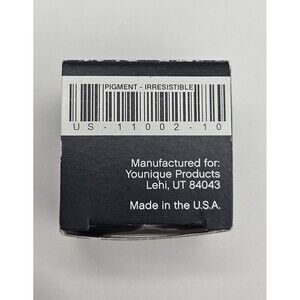 PIGMENT - IRRESISTIBLE
US-11002-10
Manufactured for:
Younique Products
Lehi, UT 84043
Made in the U.S.A.